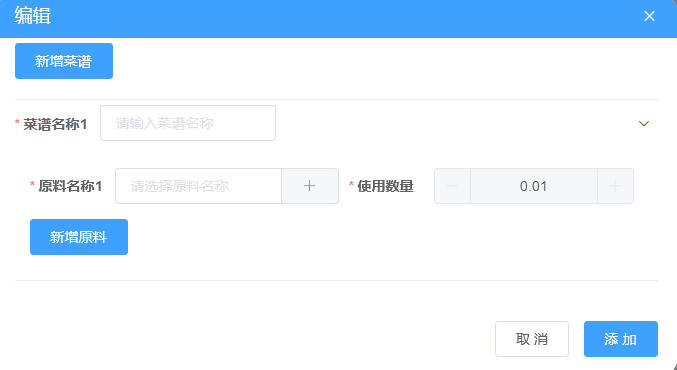 编辑
新增菜谱
* 菜谱名称1 请输入菜谱名称
* 原料名称1 请选择原料名称 * 使用数量 0.01
新增原料
取 消 添 加